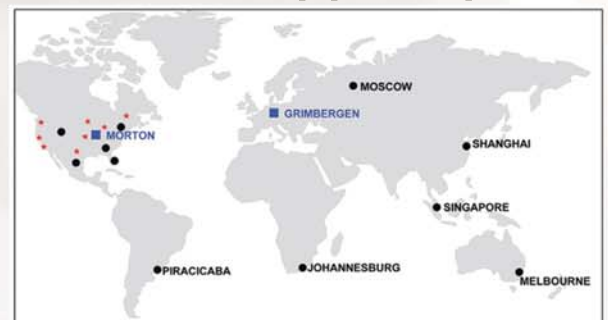 MOSCOW
GRIMBERGEN
MORTON
SHANGHAI
SINGAPORE
PIRACICABA
JOHANNESBURG
MELBOURNE